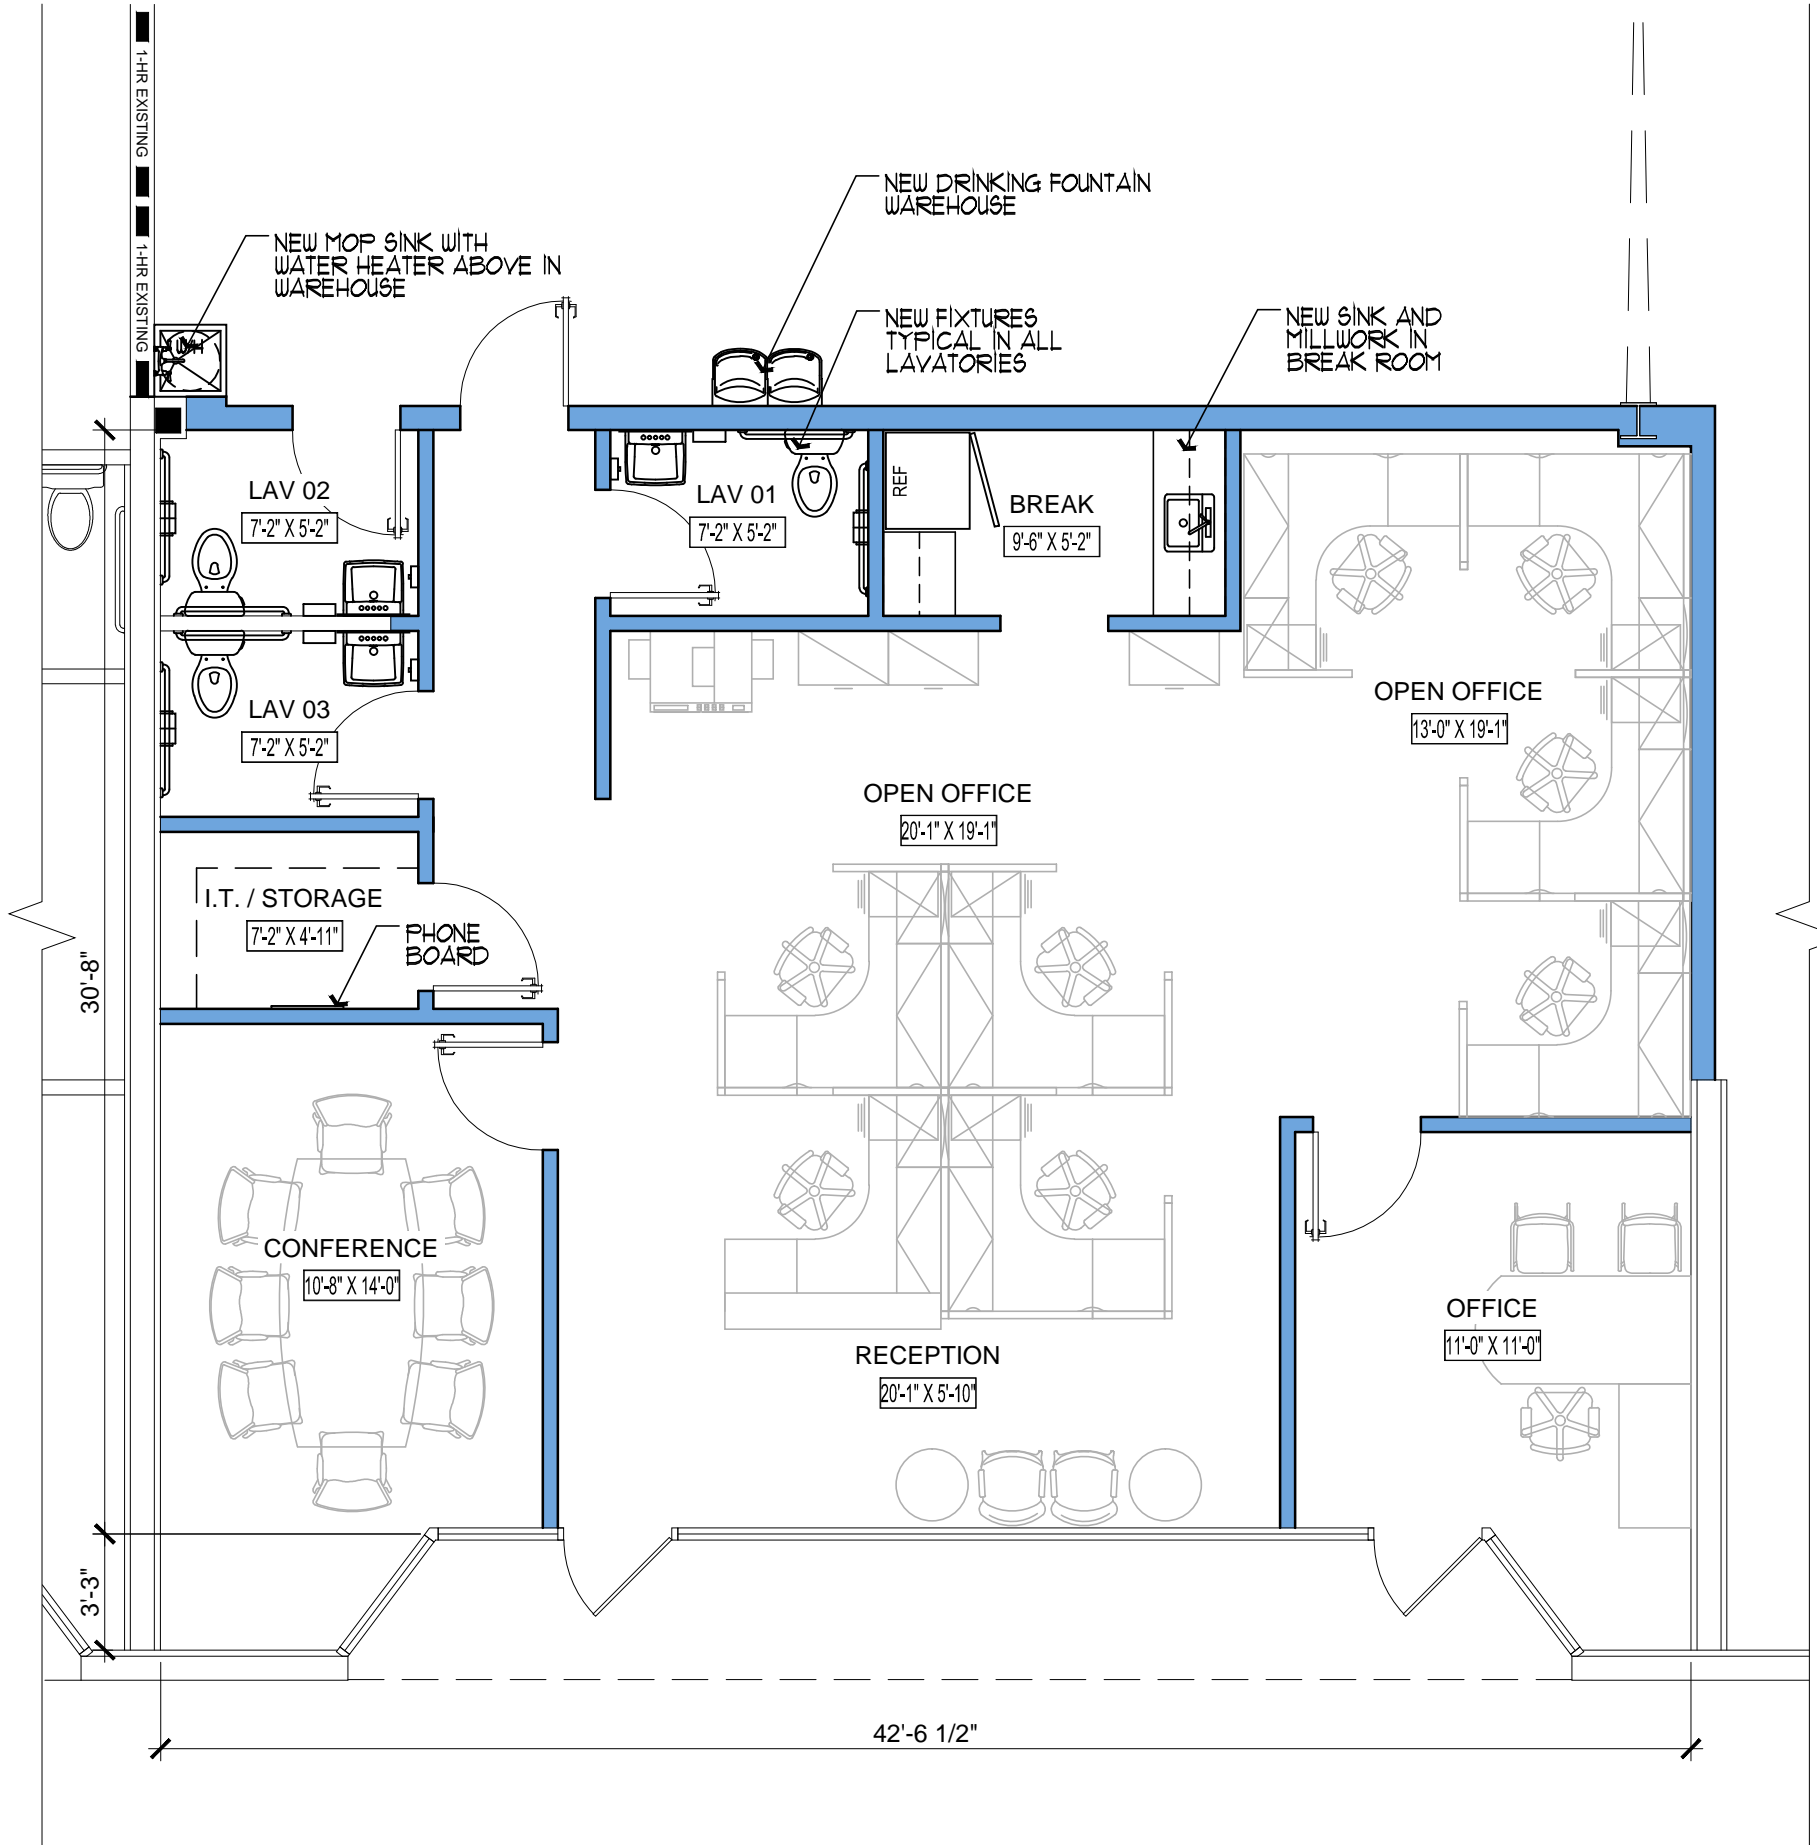 1-HR EXISTING
1-HR EXISTING
NEW MOP SINK WITH
WATER HEATER ABOVE IN
WAREHOUSE
NEW DRINKING FOUNTAIN
WAREHOUSE
NEW FIXTURES
TYPICAL IN ALL
LAVATORIES
NEW SINK AND
MILLWORK IN
BREAK ROOM
WH
LAV 02
7'-2" X 5'-2"
LAV 01
7'-2" X 5'-2"
REF
BREAK
9'-6" X 5'-2"
LAV 03
7'-2" X 5'-2"
OPEN OFFICE
13'-0" X 19'-1"
OPEN OFFICE
20'-1" X 19'-1"
I.T. / STORAGE
7'-2" X 4'-11"
PHONE
BOARD
30'-8"
CONFERENCE
10'-8" X 14'-0"
OFFICE
11'-0" X 11'-0"
RECEPTION
20'-1" X 5'-10"
3'-3"
42'-6 1/2"